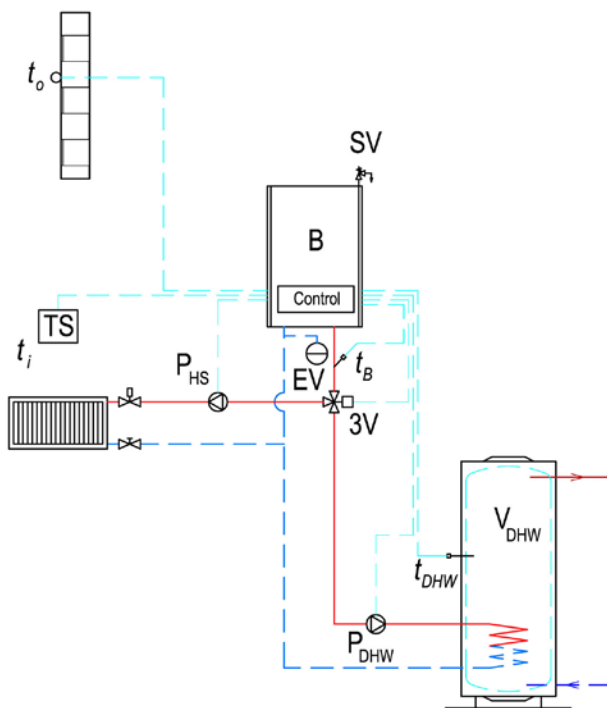 t_o
SV
B
Control
TS
t_i
P_HS
EV
t_B
3V
V_DHW
t_DHW
P_DHW